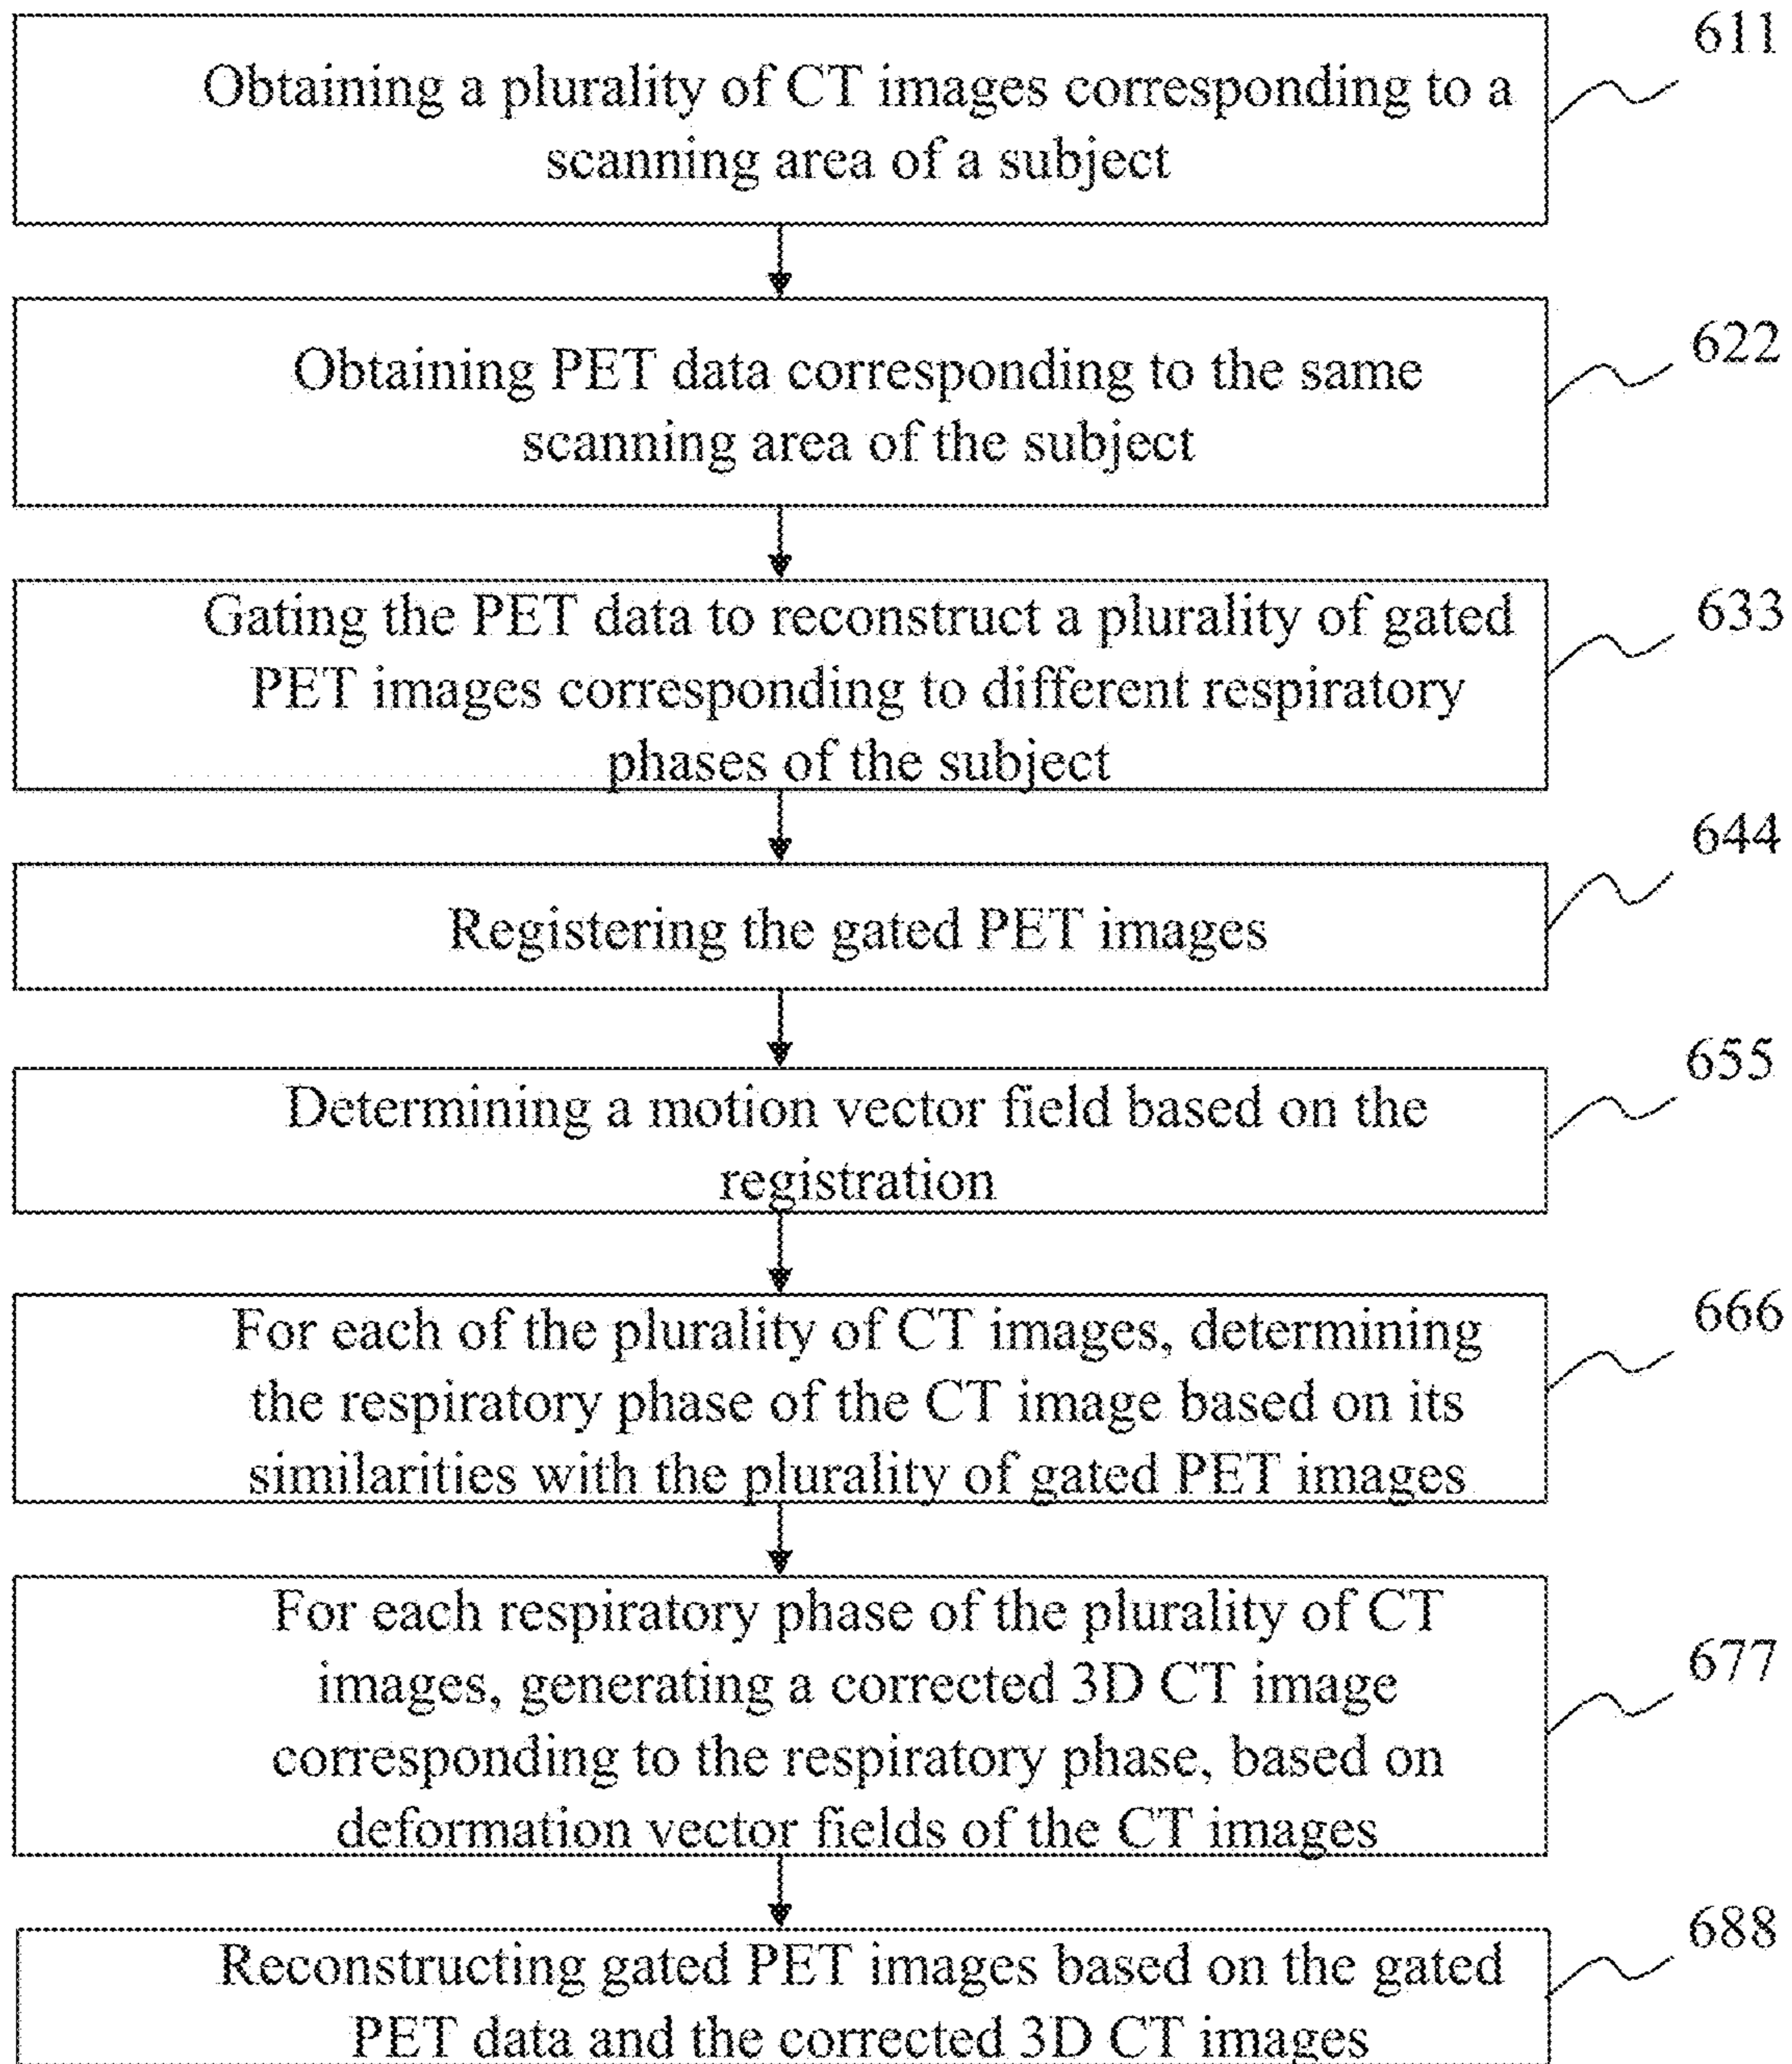 611
Obtaining a plurality of CT images corresponding to a
scanning area of a subject
622
Obtaining PET data corresponding to the same
scanning area of the subject
633
Gating the PET data to reconstruct a plurality of gated
PET images corresponding to different respiratory
phases of the subject
644
Registering the gated PET images
655
Determining a motion vector field based on the
registration
666
For each of the plurality of CT images, determining
the respiratory phase of the CT image based on its
similarities with the plurality of gated PET images
677
For each respiratory phase of the plurality of CT
images, generating a corrected 3D CT image
corresponding to the respiratory phase, based on
deformation vector fields of the CT images
688
Reconstructing gated PET images based on the gated
PET data and the corrected 3D CT images